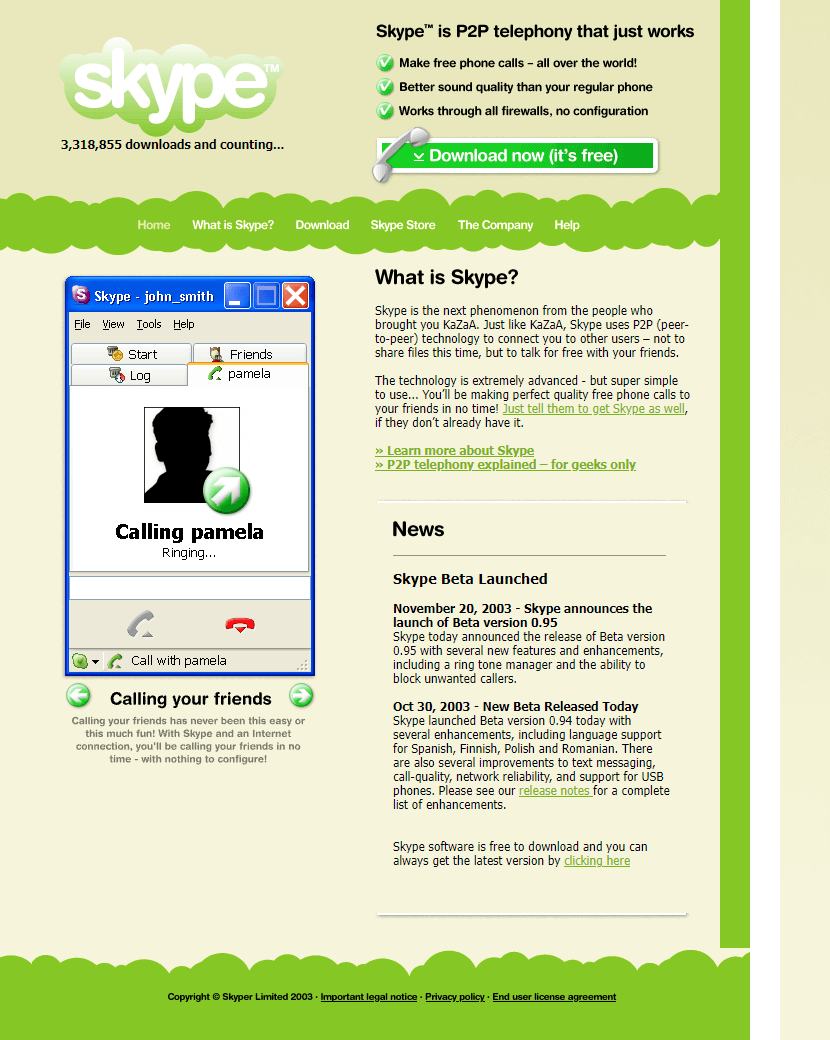 skype™
3,318,855 downloads and counting...
Skype™ is P2P telephony that just works
Make free phone calls – all over the world!
Better sound quality than your regular phone
Works through all firewalls, no configuration
Download now (it's free)
Home What is Skype? Download Skype Store The Company Help
Skype - john_smith
File View Tools Help
Start Friends
Log pamela
Calling pamela
Ringing...
Call with pamela
Calling your friends
Calling your friends has never been this easy or
this much fun! With Skype and an Internet
connection, you'll be calling your friends in no
time - with nothing to configure!
What is Skype?
Skype is the next phenomenon from the people who
brought you KaZaA. Just like KaZaA, Skype uses P2P (peer-
to-peer) technology to connect you to other users – not to
share files this time, but to talk for free with your friends.
The technology is extremely advanced - but super simple
to use... You'll be making perfect quality free phone calls to
your friends in no time! Just tell them to get Skype as well,
if they don't already have it.
» Learn more about Skype
» P2P telephony explained – for geeks only
News
Skype Beta Launched
November 20, 2003 - Skype announces the
launch of Beta version 0.95
Skype today announced the release of Beta version
0.95 with several new features and enhancements,
including a ring tone manager and the ability to
block unwanted callers.
Oct 30, 2003 - New Beta Released Today
Skype launched Beta version 0.94 today with
several enhancements, including language support
for Spanish, Finnish, Polish and Romanian. There
are also several improvements to text messaging,
call-quality, network reliability, and support for USB
phones. Please see our release notes for a complete
list of enhancements.
Skype software is free to download and you can
always get the latest version by clicking here
Copyright © Skyper Limited 2003 · Important legal notice · Privacy policy · End user license agreement